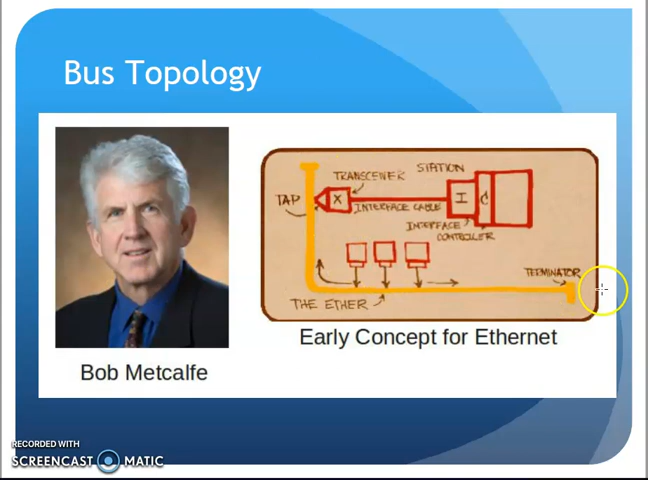 Bus Topology
TRANSCEIVER
STATION
TAP
X
INTERFACE CABLE
I
C
INTERFACE
CONTROLLER
TERMINATOR
THE ETHER
Early Concept for Ethernet
Bob Metcalfe
RECORDED WITH
SCREENCAST MATIC